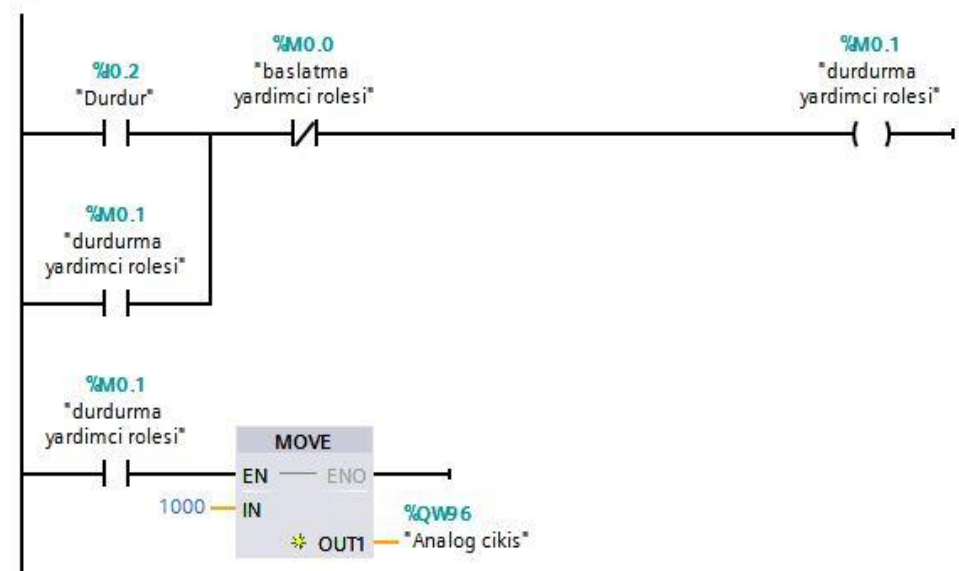 %I0.2
"Durdur"
%M0.0
"baslatma
yardimci rolesi"
%M0.1
"durdurma
yardimci rolesi"
%M0.1
"durdurma
yardimci rolesi"
%M0.1
"durdurma
yardimci rolesi"
MOVE
EN ENO
1000 IN
OUT1
%QW96
"Analog cikis"